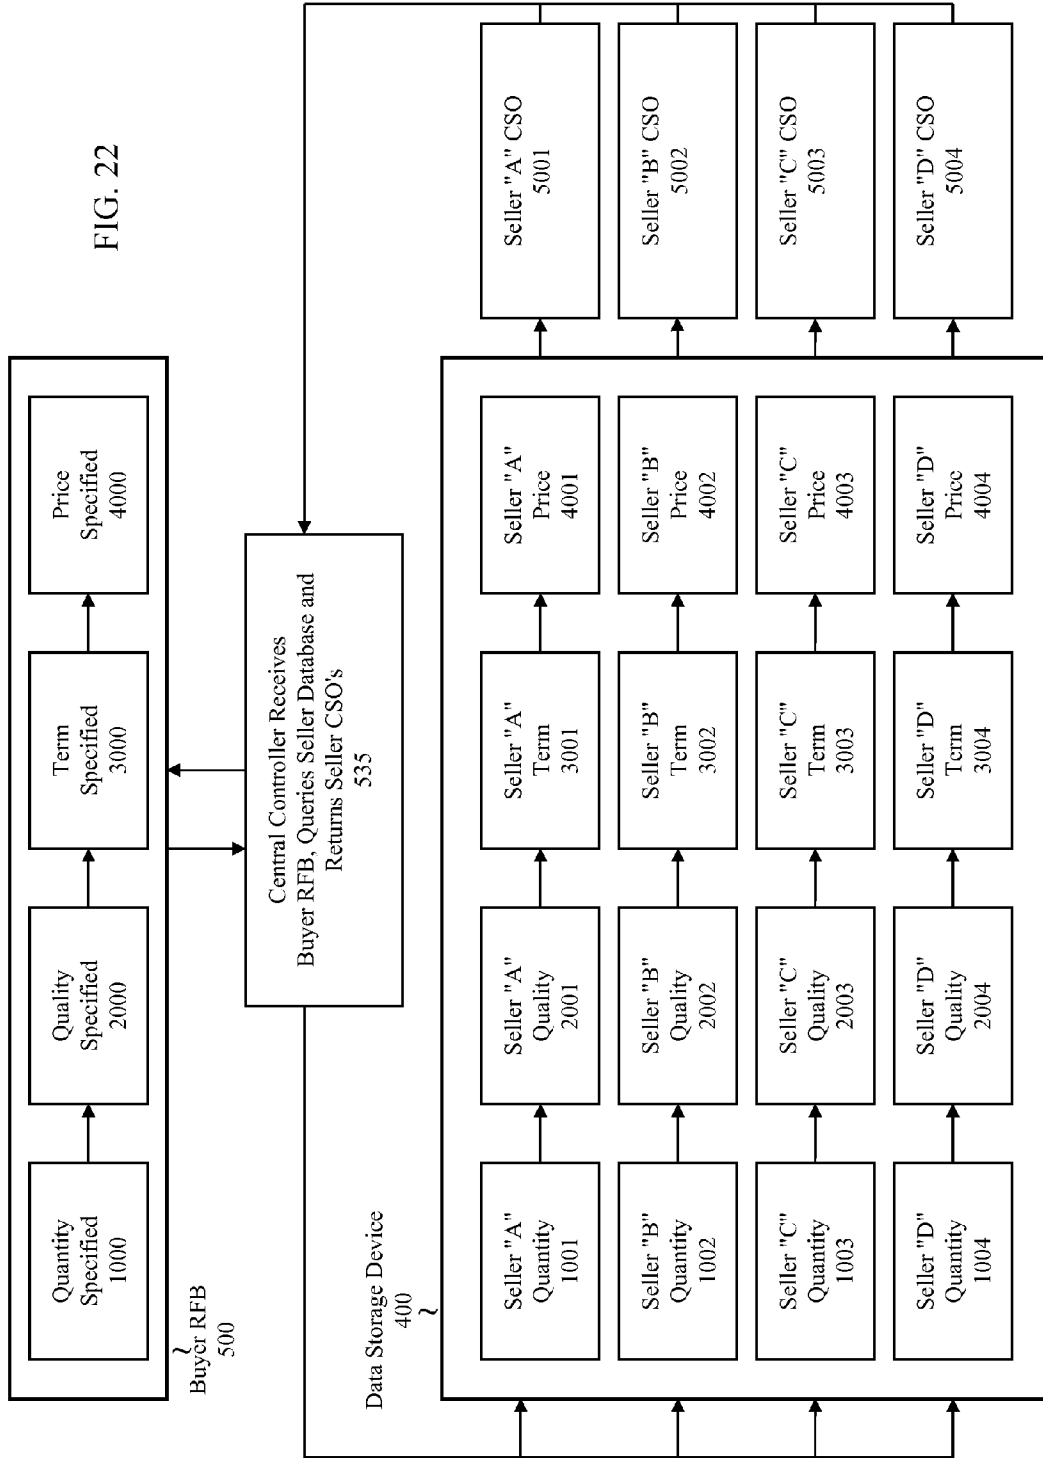 FIG. 22
Quantity
Specified
1000
Quality
Specified
2000
Term
Specified
3000
Price
Specified
4000
Buyer RFB
500
Central Controller Receives
Buyer RFB, Queries Seller Database and
Returns Seller CSO's
535
Data Storage Device
400
Seller "A"
Quantity
1001
Seller "A"
Quality
2001
Seller "A"
Term
3001
Seller "A"
Price
4001
Seller "A" CSO
5001
Seller "B"
Quantity
1002
Seller "B"
Quality
2002
Seller "B"
Term
3002
Seller "B"
Price
4002
Seller "B" CSO
5002
Seller "C"
Quantity
1003
Seller "C"
Quality
2003
Seller "C"
Term
3003
Seller "C"
Price
4003
Seller "C" CSO
5003
Seller "D"
Quantity
1004
Seller "D"
Quality
2004
Seller "D"
Term
3004
Seller "D"
Price
4004
Seller "D" CSO
5004